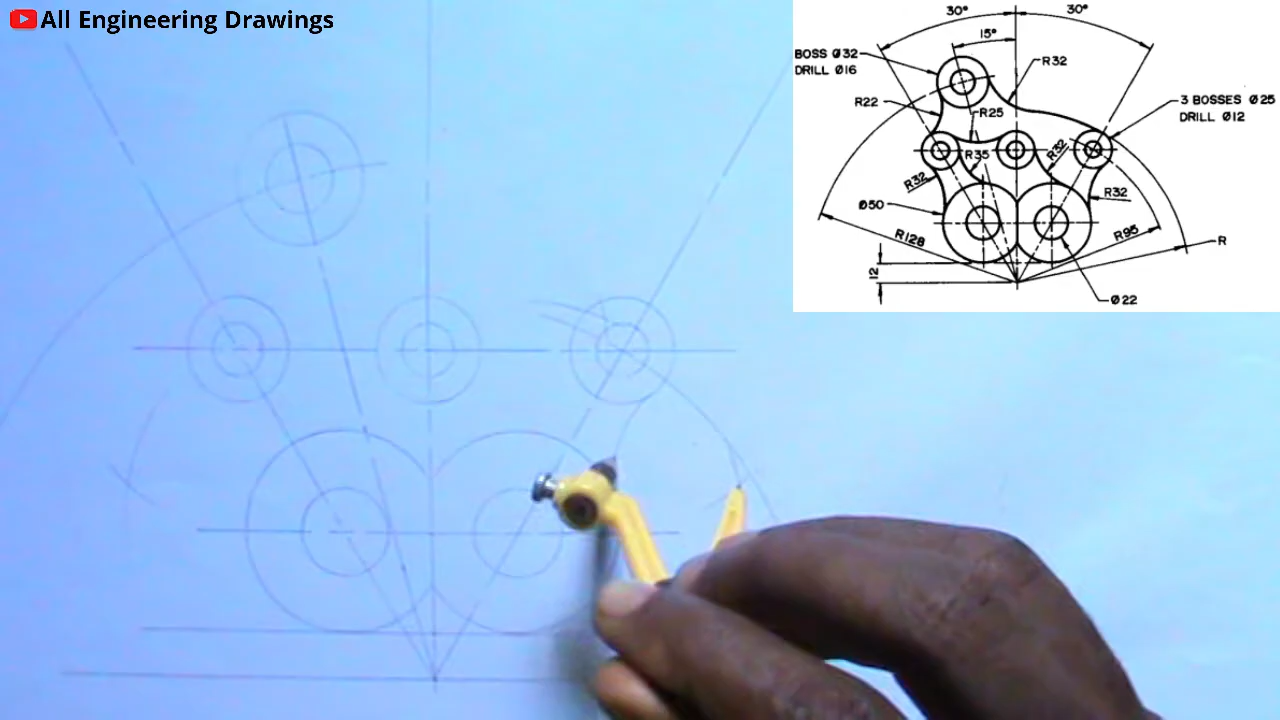 All Engineering Drawings
30° 30°
15°
BOSS Ø32
DRILL Ø16
R32
R22
R25
3 BOSSES Ø25
DRILL Ø12
R35
R32
R32
R32
Ø50
R128
R95
R
12
Ø22